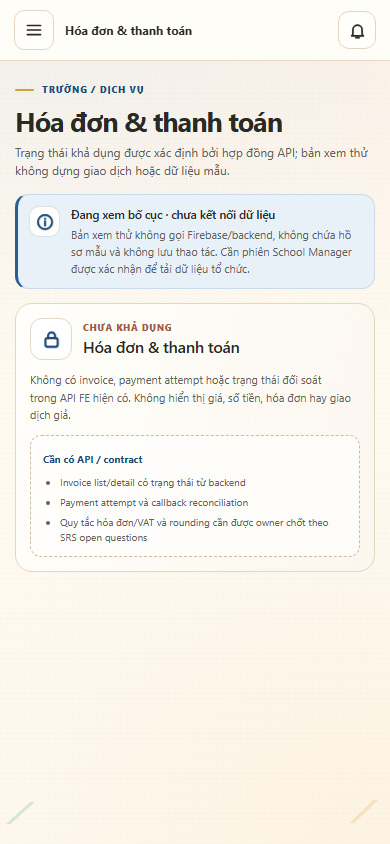 Hóa đơn & thanh toán
TRƯỜNG / DỊCH VỤ
Hóa đơn & thanh toán
Trạng thái khả dụng được xác định bởi hợp đồng API; bản xem thử
không dựng giao dịch hoặc dữ liệu mẫu.
Đang xem bố cục · chưa kết nối dữ liệu
Bản xem thử không gọi Firebase/backend, không chứa hồ
sơ mẫu và không lưu thao tác. Cần phiên School Manager
được xác nhận để tải dữ liệu tổ chức.
CHƯA KHẢ DỤNG
Hóa đơn & thanh toán
Không có invoice, payment attempt hoặc trạng thái đối soát
trong API FE hiện có. Không hiển thị giá, số tiền, hóa đơn hay giao
dịch giả.
Cần có API / contract
Invoice list/detail có trạng thái từ backend
Payment attempt và callback reconciliation
Quy tắc hóa đơn/VAT và rounding cần được owner chốt theo
SRS open questions